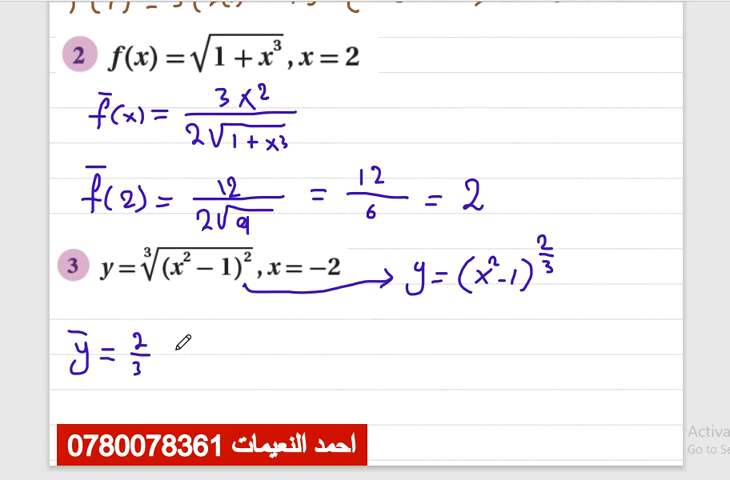 2 f(x) = √(1 + x³) , x = 2
f̄(x) = 3x² / 2√(1 + x³)
f̄(2) = 12 / 2√9 = 12 / 6 = 2
3 y = ∛((x² − 1)²) , x = −2 → y = (x² - 1)^(2/3)
ȳ = 2/3
احمد النعيمات 0780078361
Activa
Go to Se